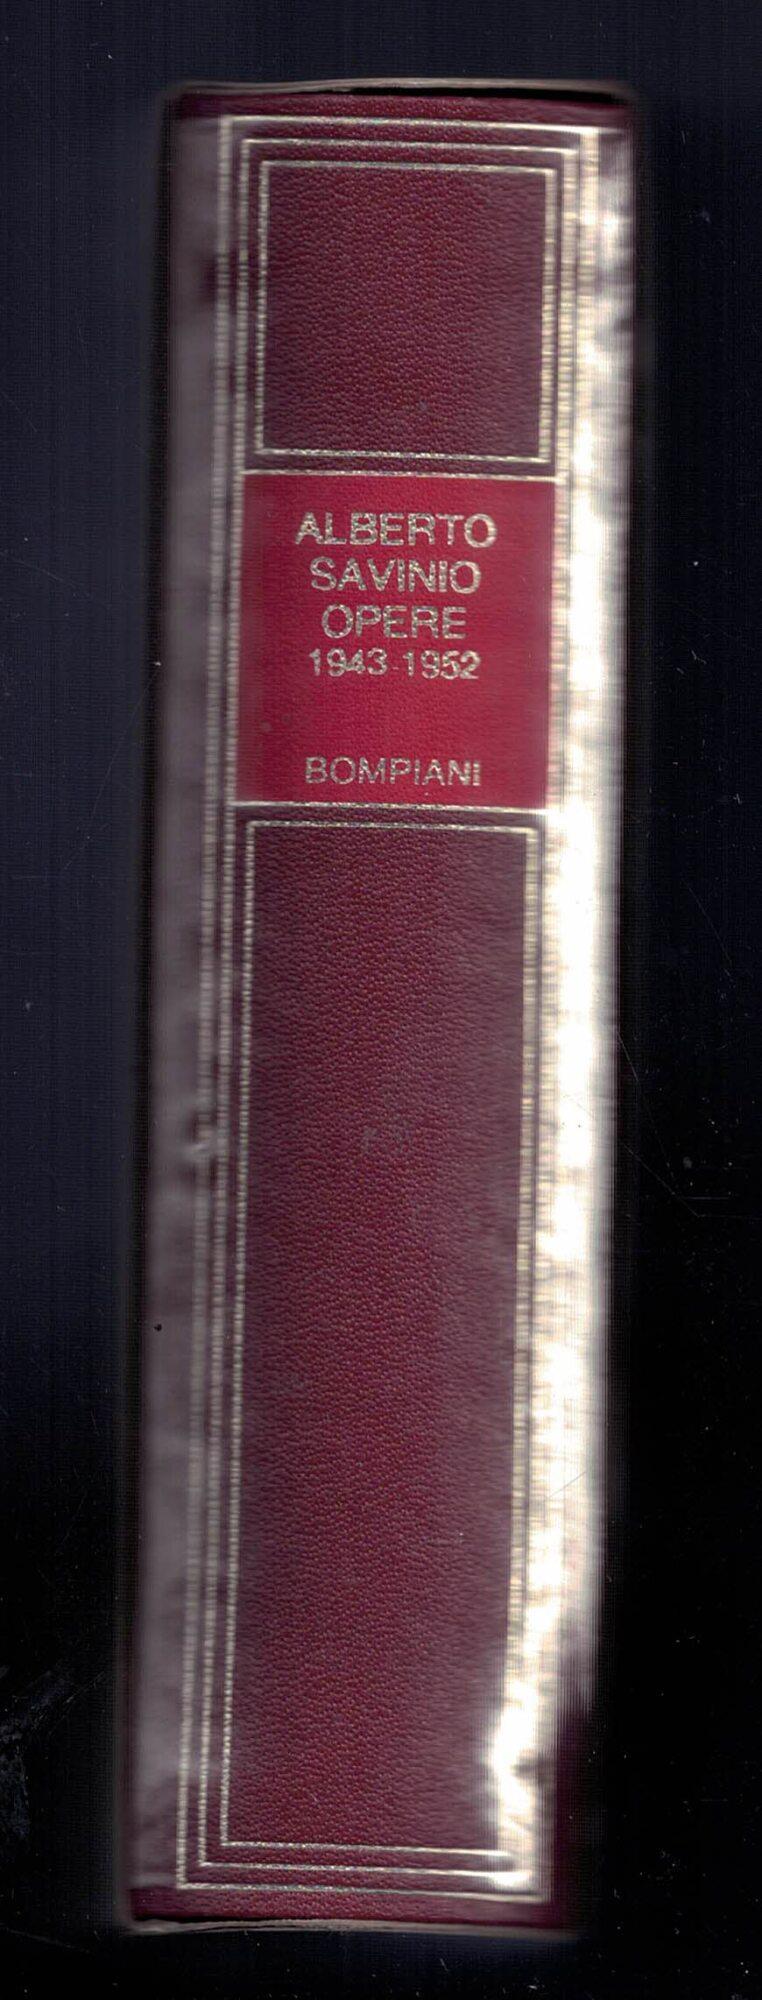 ALBERTO
SAVINIO
OPERE
1943-1952
BOMPIANI